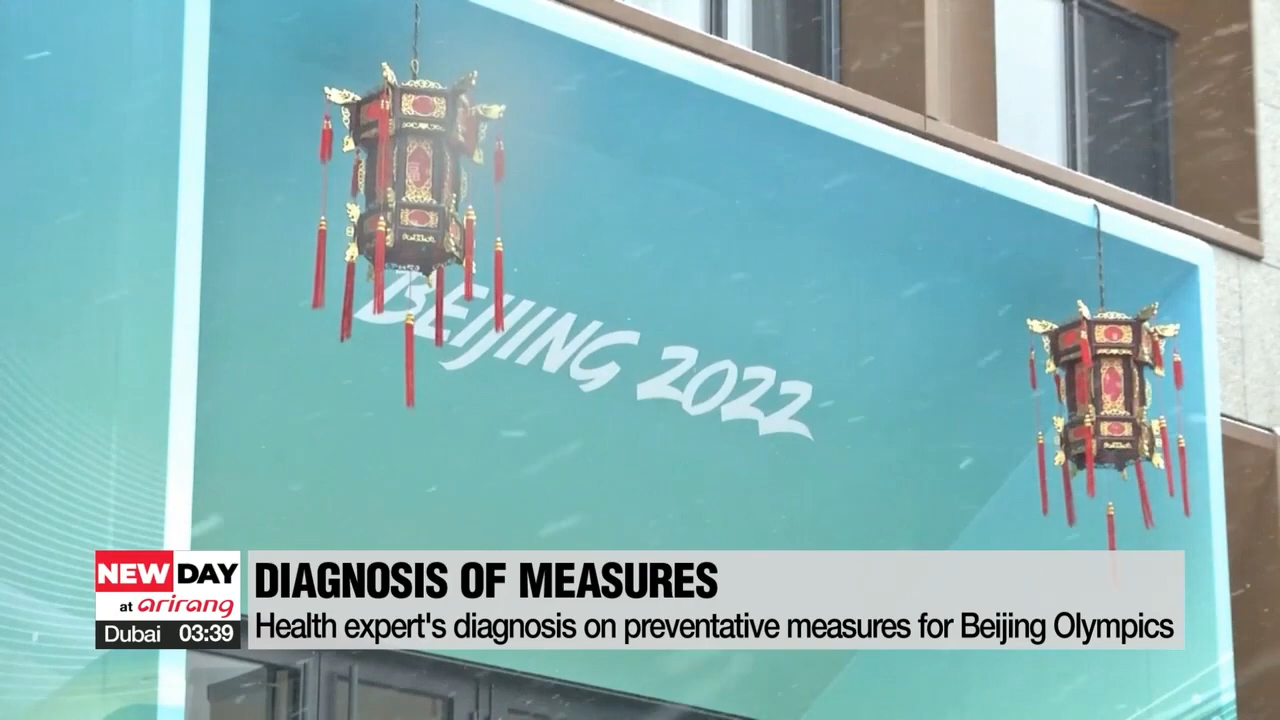 BEIJING 2022
NEW DAY
at arirang
Dubai 03:39
DIAGNOSIS OF MEASURES
Health expert's diagnosis on preventative measures for Beijing Olympics